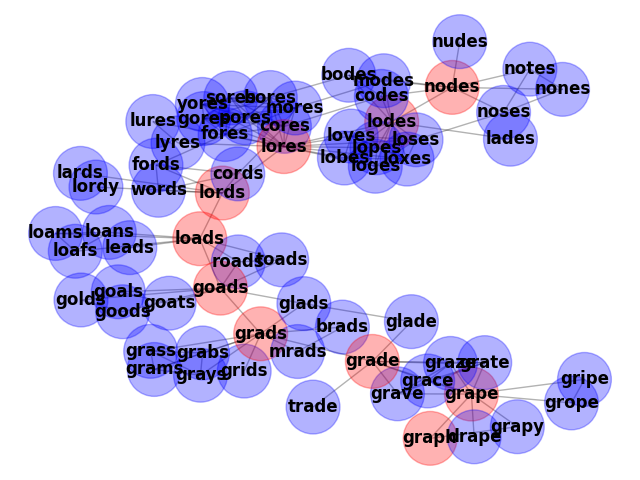 nudes
bodes
modes
notes
nodes
nones
codes
sores
bores
yores
mores
noses
gores
pores
lures
lodes
cores
fores
loves
lades
loses
lyres
lores
lopes
lobes
loxes
fords
loges
lards
cords
lordy
words
lords
loams
loans
loads
leads
loafs
roads
toads
goads
goals
golds
goats
glads
goods
glade
brads
grads
grass
grabs
mrads
grade
graze
grate
grams
grids
grays
grace
gripe
grave
grape
grope
trade
grapy
graph
drape